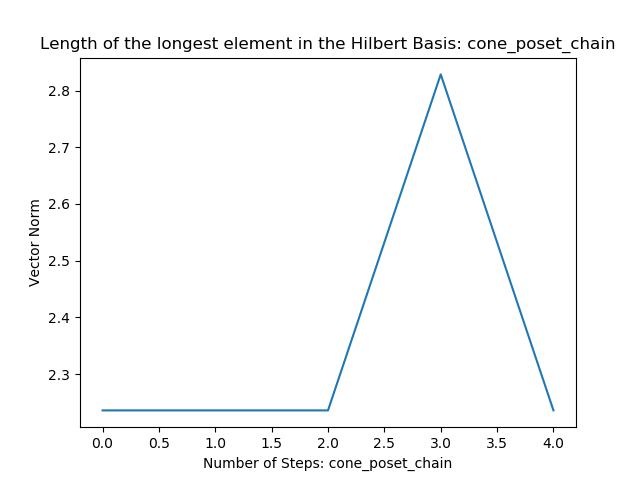 Length of the longest element in the Hilbert Basis: cone_poset_chain
Vector Norm
2.8
2.7
2.6
2.5
2.4
2.3
0.0 0.5 1.0 1.5 2.0 2.5 3.0 3.5 4.0
Number of Steps: cone_poset_chain